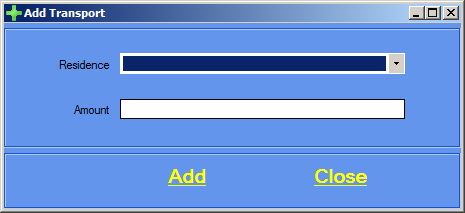 Add Transport
Residence
Amount
Add Close